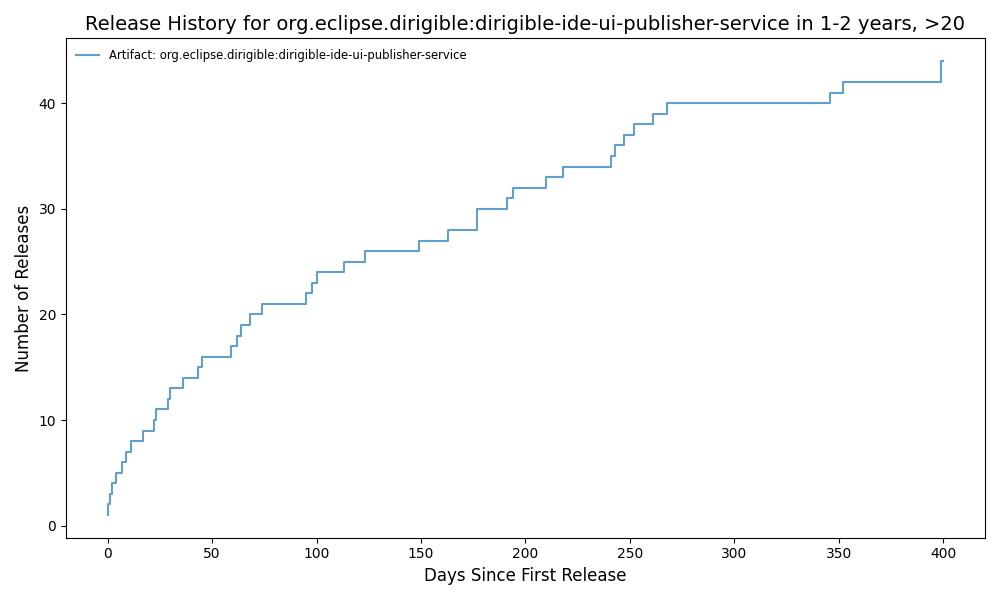 Release History for org.eclipse.dirigible:dirigible-ide-ui-publisher-service in 1-2 years, >20
Artifact: org.eclipse.dirigible:dirigible-ide-ui-publisher-service
Number of Releases
40
30
20
10
0
0 50 100 150 200 250 300 350 400
Days Since First Release